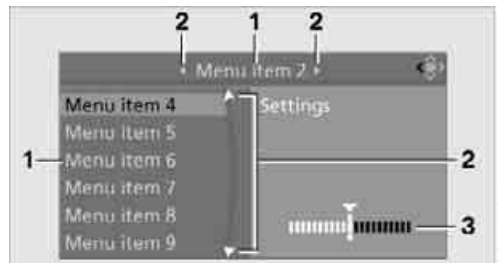 2 1 2
Menu item 2
Menu item 4 Settings
Menu item 5
1 Menu item 6 2
Menu item 7
Menu item 8 3
Menu item 9